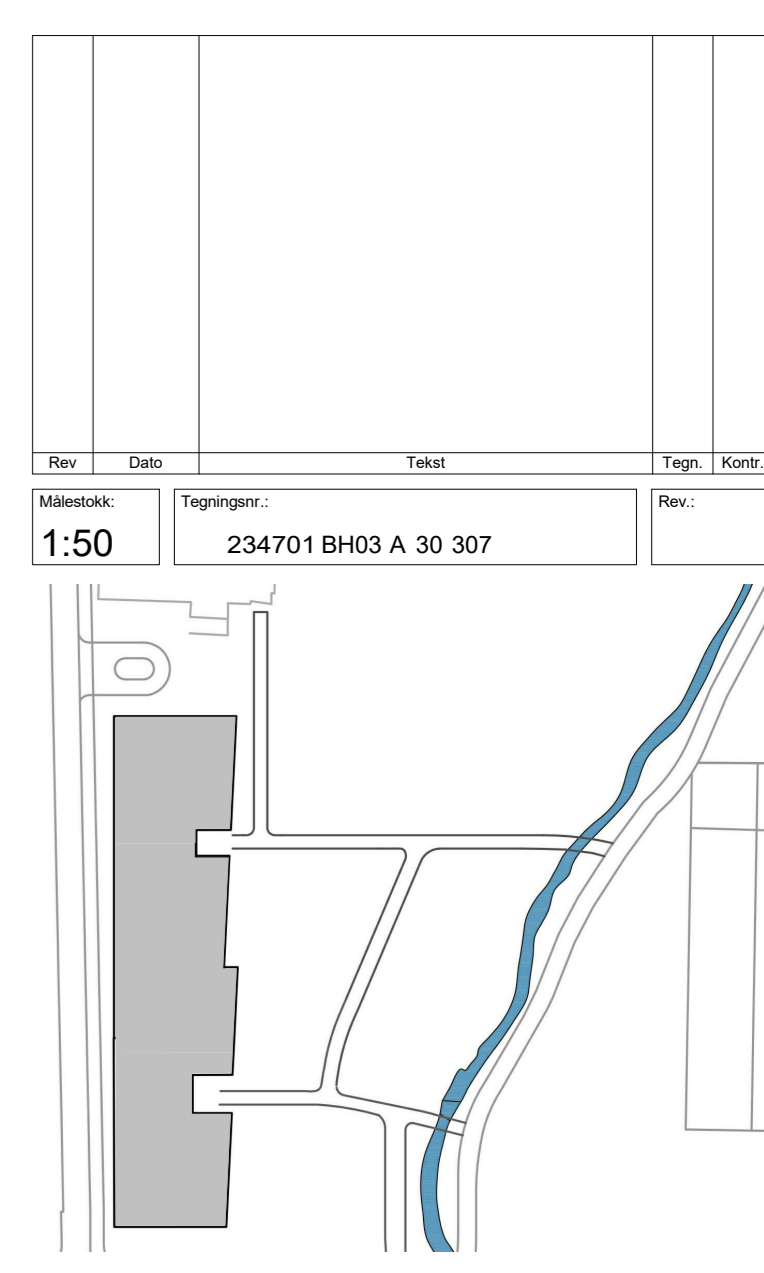 Rev Dato Tekst Tegn. Kontr.
Målestokk: Tegningsnr.: Rev.:
1:50 234701 BH03 A 30 307